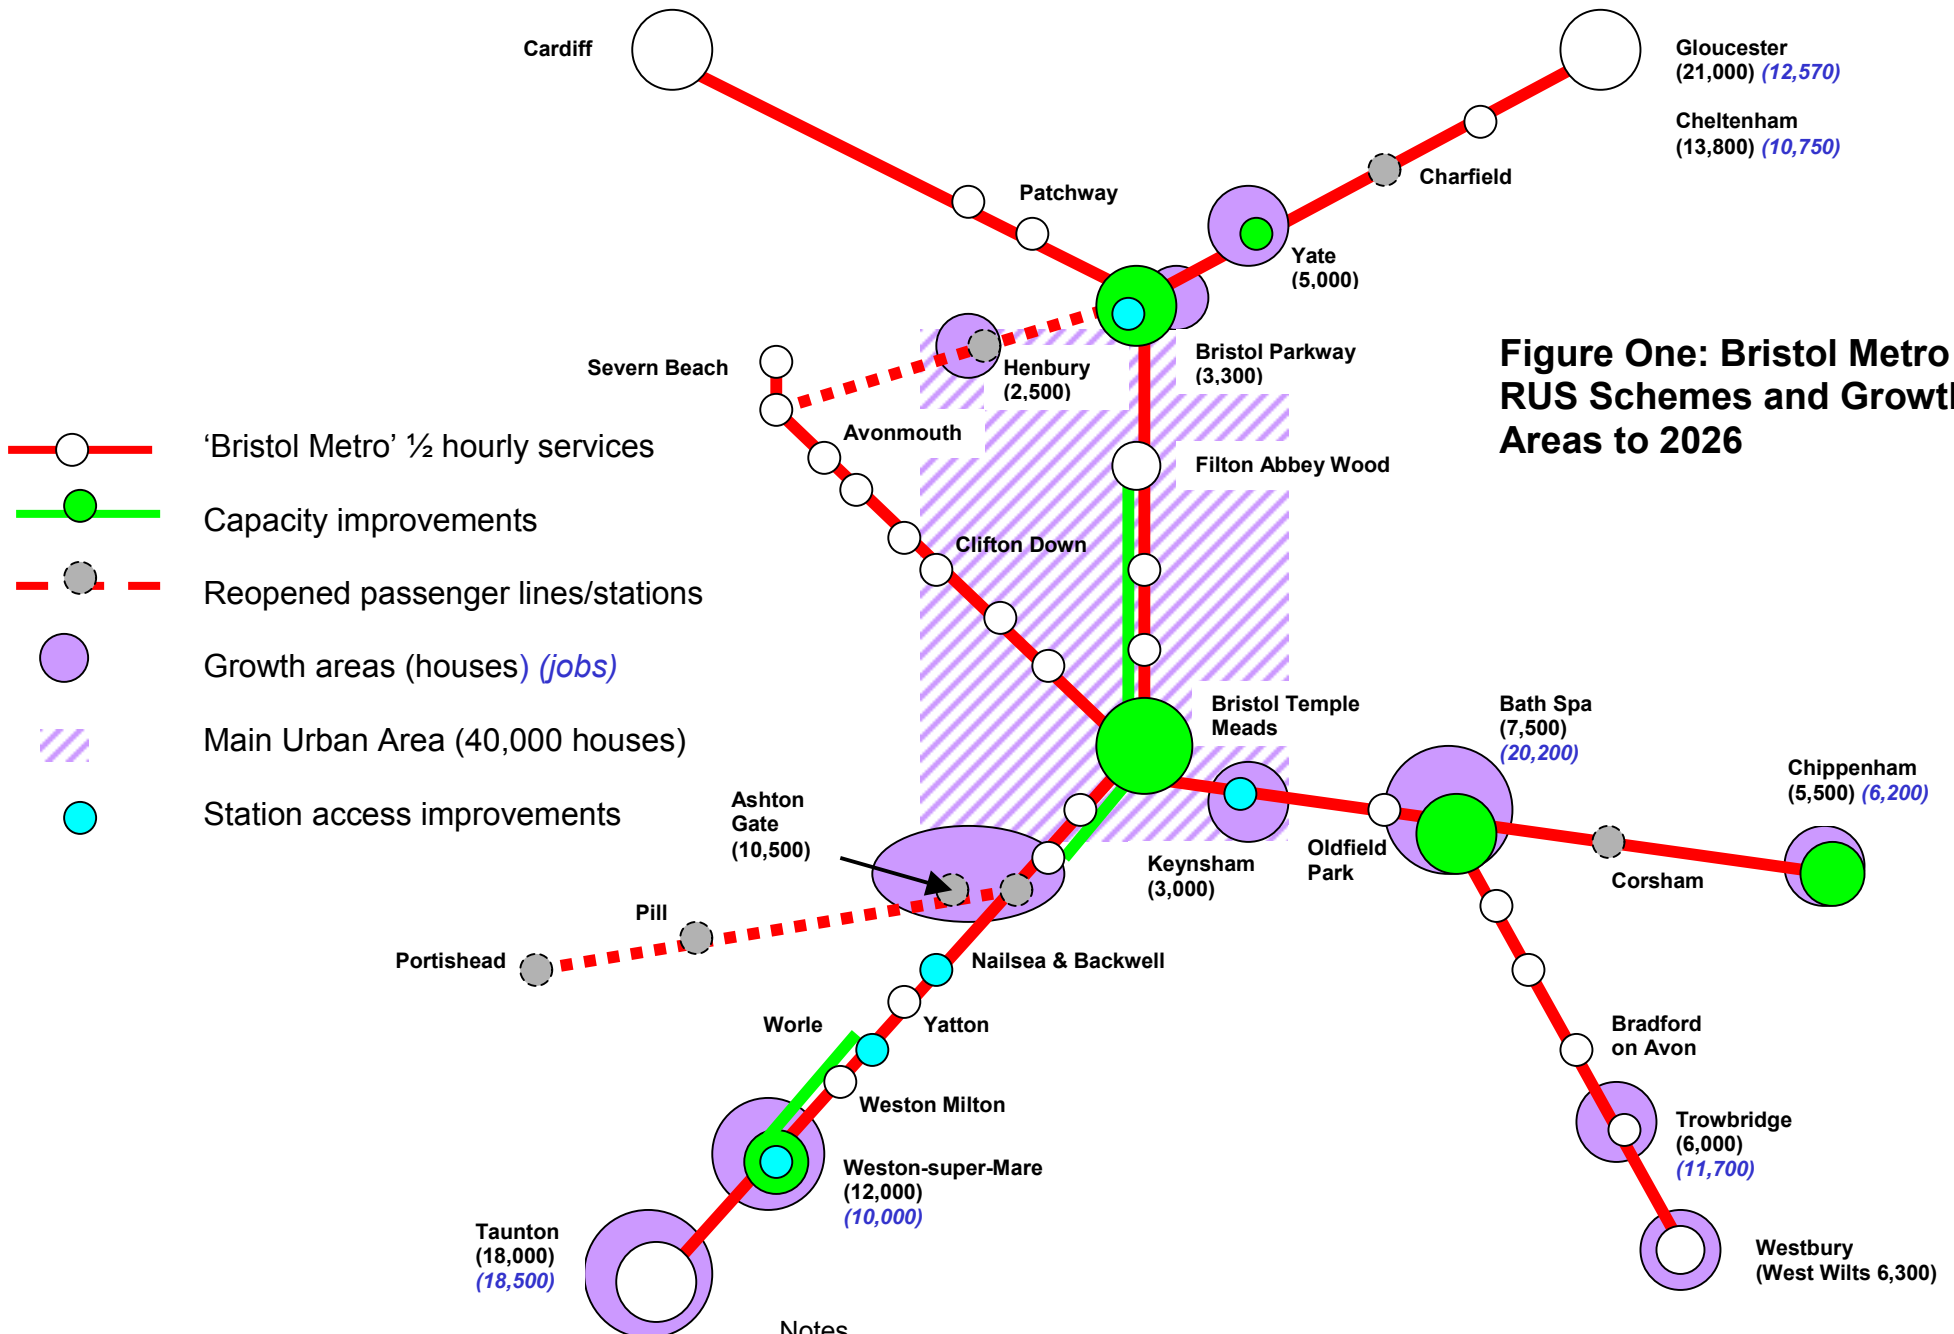 Cardiff
Gloucester
(21,000) (12,570)
Cheltenham
(13,800) (10,750)
Charfield
Patchway
Yate
(5,000)
Severn Beach
Henbury
(2,500)
Bristol Parkway
(3,300)
Figure One: Bristol Metro
RUS Schemes and Growth
Areas to 2026
Avonmouth
Filton Abbey Wood
‘Bristol Metro’ ½ hourly services
Capacity improvements
Reopened passenger lines/stations
Growth areas (houses) (jobs)
Main Urban Area (40,000 houses)
Station access improvements
Clifton Down
Bristol Temple
Meads
Bath Spa
(7,500)
(20,200)
Chippenham
(5,500) (6,200)
Ashton
Gate
(10,500)
Keynsham
(3,000)
Oldfield
Park
Corsham
Pill
Portishead
Nailsea & Backwell
Worle
Yatton
Bradford
on Avon
Weston Milton
Trowbridge
(6,000)
(11,700)
Weston-super-Mare
(12,000)
(10,000)
Taunton
(18,000)
(18,500)
Westbury
(West Wilts 6,300)
Notes